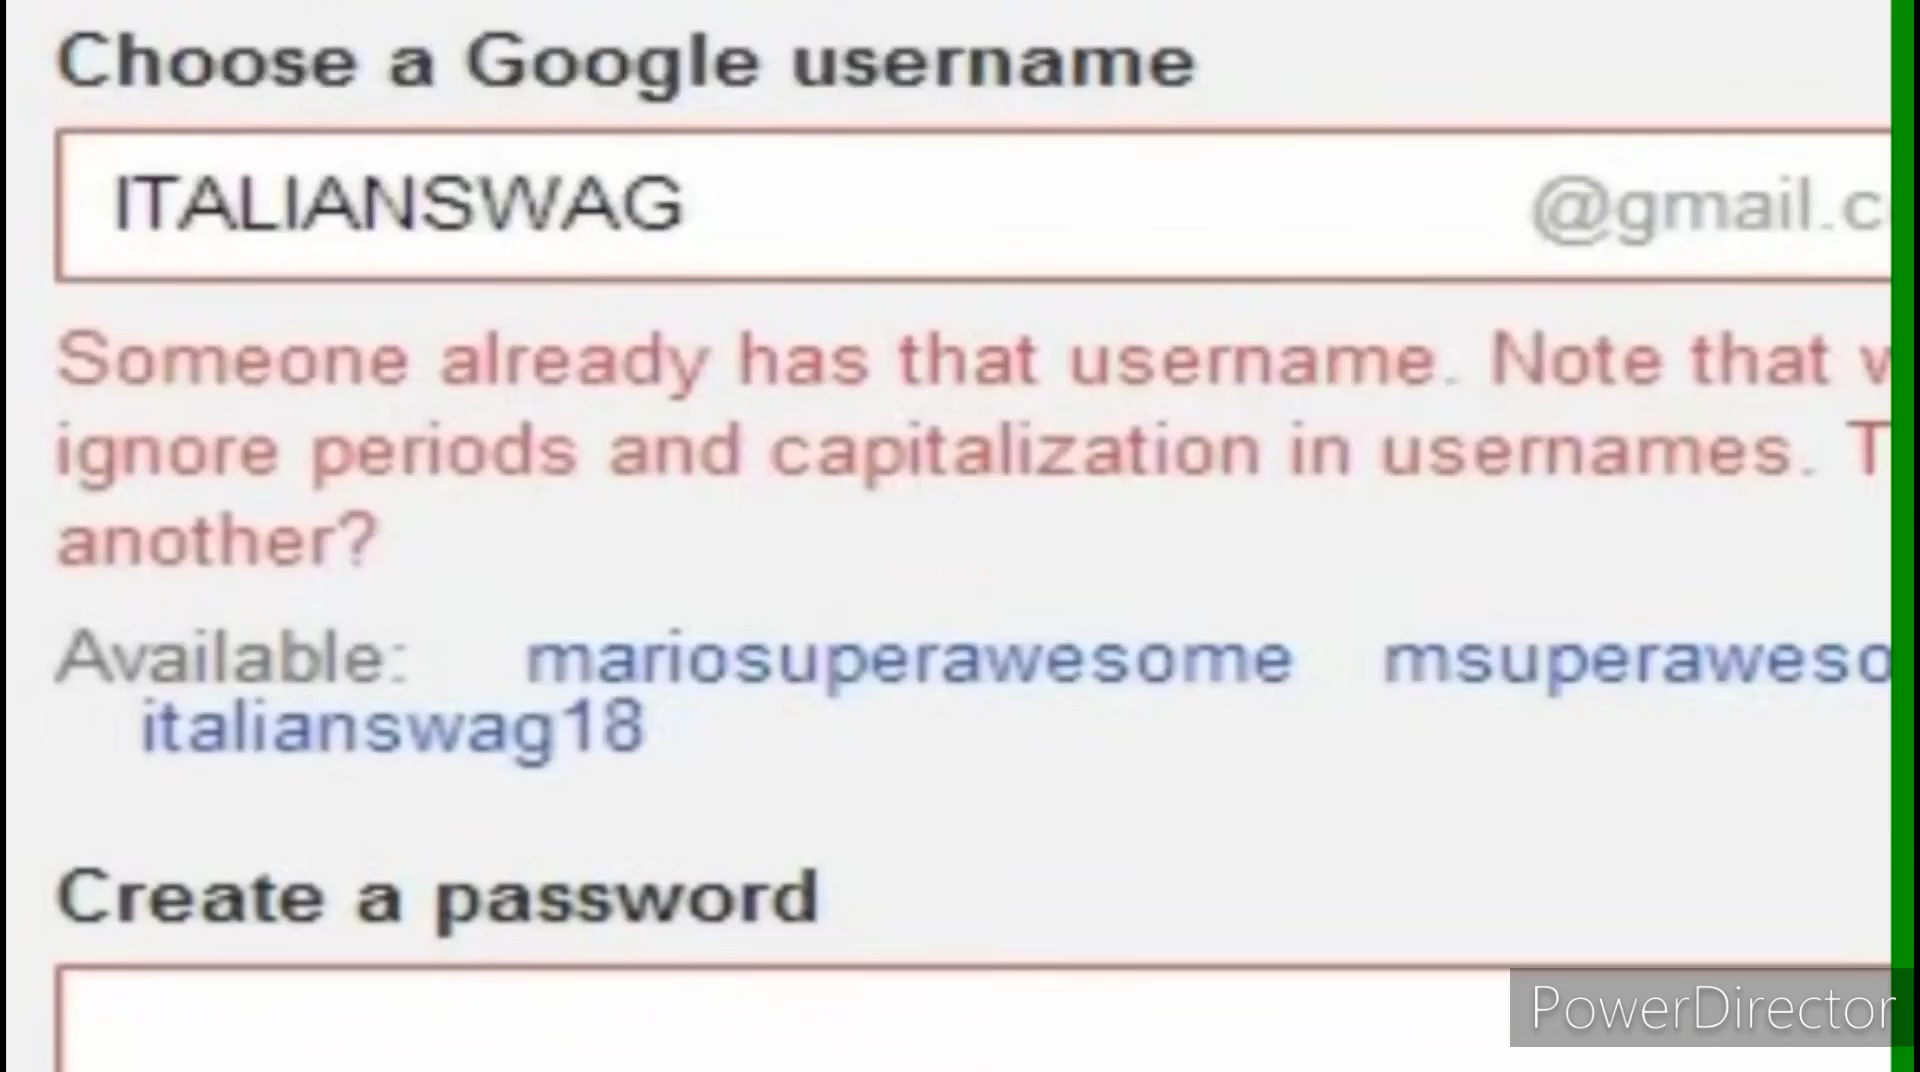 Choose a Google username
ITALIANSWAG @gmail.c
Someone already has that username. Note that
ignore periods and capitalization in usernames. T
another?
Available: mariosuperawesome msuperaweso
italianswag18
Create a password
PowerDirector